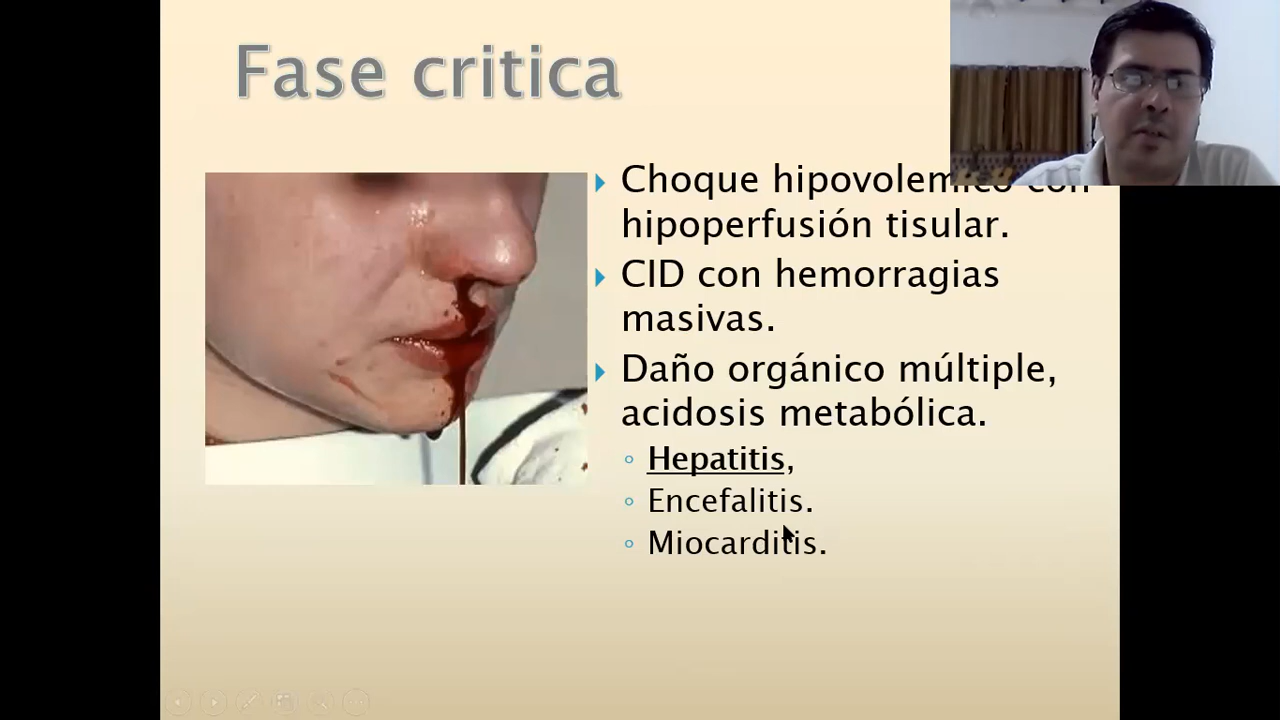 Fase critica
Choque hipovolemico con
hipoperfusión tisular.
CID con hemorragias
masivas.
Daño orgánico múltiple,
acidosis metabólica.
Hepatitis,
Encefalitis.
Miocarditis.